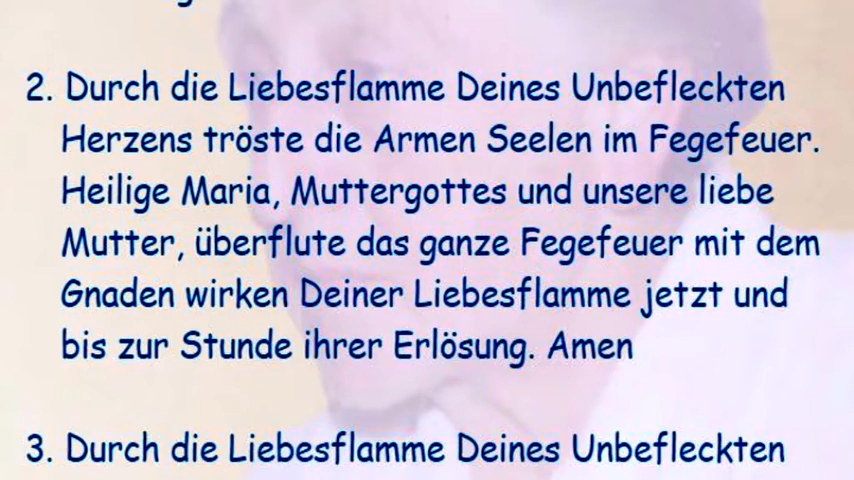 2. Durch die Liebesflamme Deines Unbefleckten
Herzens tröste die Armen Seelen im Fegefeuer.
Heilige Maria, Muttergottes und unsere liebe
Mutter, überflute das ganze Fegefeuer mit dem
Gnaden wirken Deiner Liebesflamme jetzt und
bis zur Stunde ihrer Erlösung. Amen
3. Durch die Liebesflamme Deines Unbefleckten